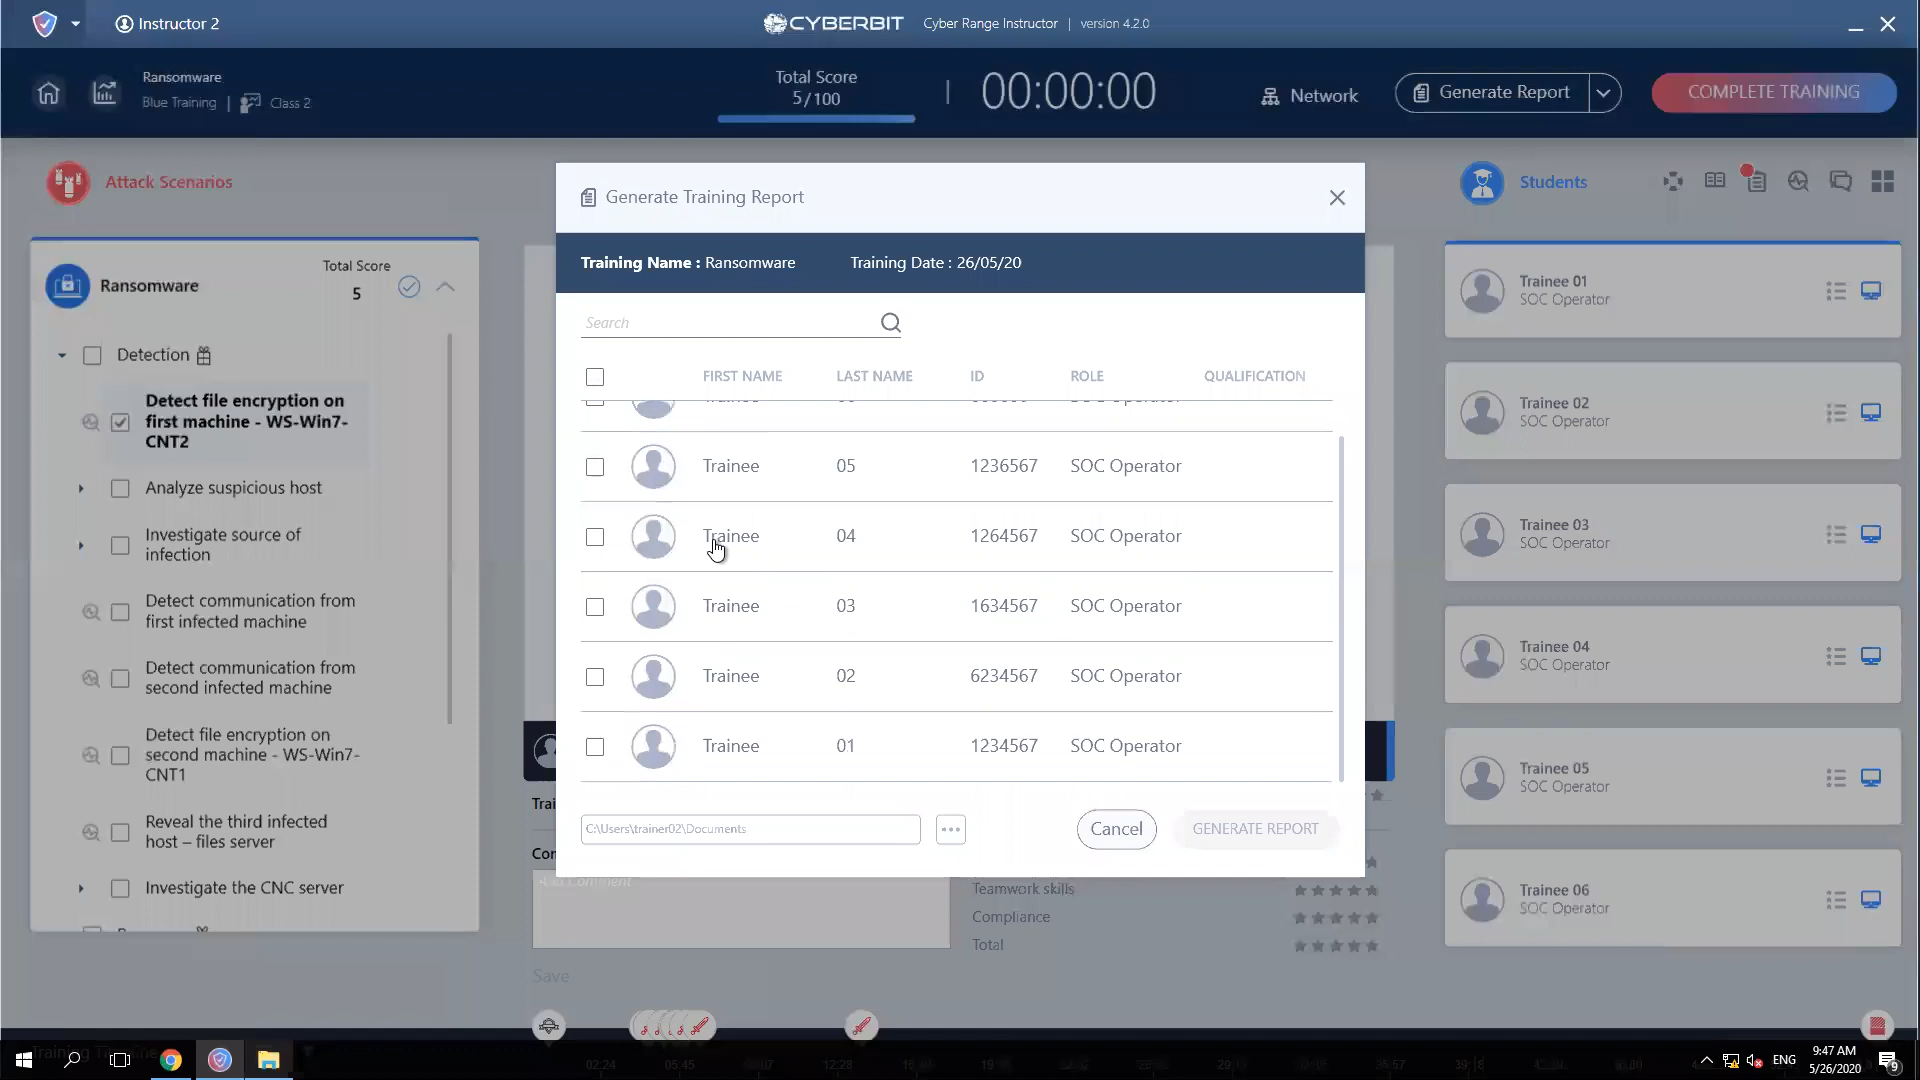 Instructor 2
CYBERBIT Cyber Range Instructor | version 4.2.0
Ransomware
Blue Training | Class 2
Total Score
5/100
00:00:00
Network
Generate Report
COMPLETE TRAINING
Attack Scenarios
Ransomware
Total Score
5
Detection
Detect file encryption on
first machine - WS-Win7-
CNT2
Analyze suspicious host
Investigate source of
infection
Detect communication from
first infected machine
Detect communication from
second infected machine
Detect file encryption on
second machine - WS-Win7-
CNT1
Reveal the third infected
host – files server
Investigate the CNC server
Generate Training Report
Training Name : Ransomware Training Date : 26/05/20
Search
FIRST NAME LAST NAME ID ROLE QUALIFICATION
Trainee 05 1236567 SOC Operator
Trainee 04 1264567 SOC Operator
Trainee 03 1634567 SOC Operator
Trainee 02 6234567 SOC Operator
Trainee 01 1234567 SOC Operator
C:\Users\trainer02\Documents
Cancel
GENERATE REPORT
Teamwork skills
Compliance
Total
Save
Students
Trainee 01
SOC Operator
Trainee 02
SOC Operator
Trainee 03
SOC Operator
Trainee 04
SOC Operator
Trainee 05
SOC Operator
Trainee 06
SOC Operator
02:24 05:45 12:28
ENG
9:47 AM
5/26/2020
9